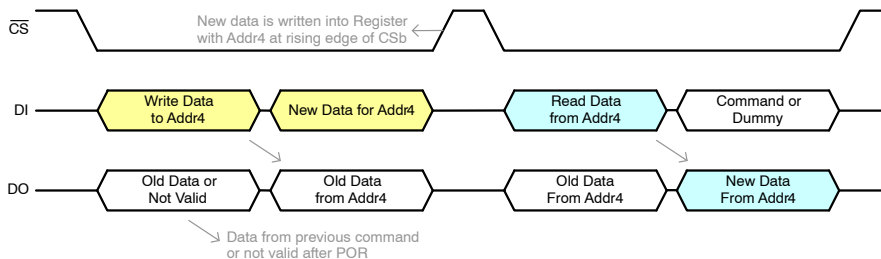 CS
New data is written into Register
with Addr4 at rising edge of CSb
DI
Write Data
to Addr4
New Data for Addr4
Read Data
from Addr4
Command or
Dummy
DO
Old Data or
Not Valid
Old Data
from Addr4
Old Data
From Addr4
New Data
From Addr4
Data from previous command
or not valid after POR